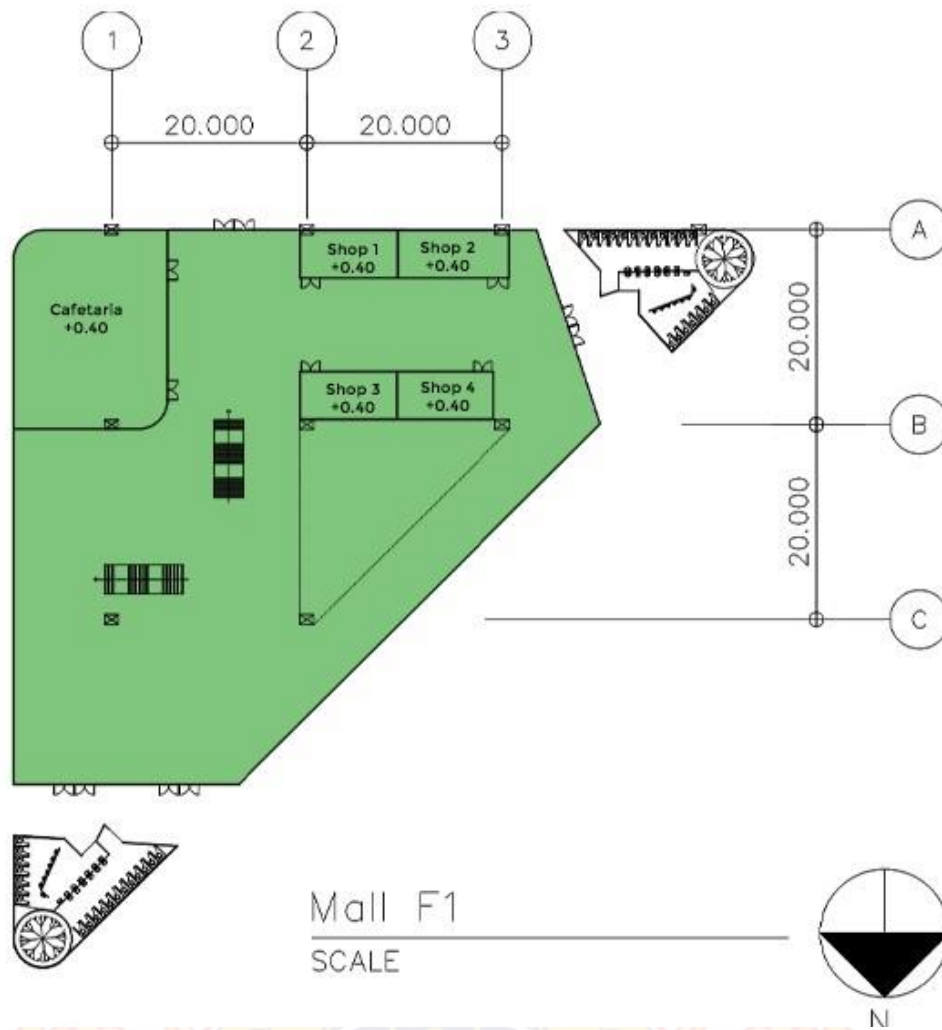 1 2 3
20.000 20.000
A
Shop 1 Shop 2
+0.40 +0.40
Cafetaria
+0.40
20.000
Shop 3 Shop 4
+0.40 +0.40
B
20.000
C
Mall F1
SCALE
N